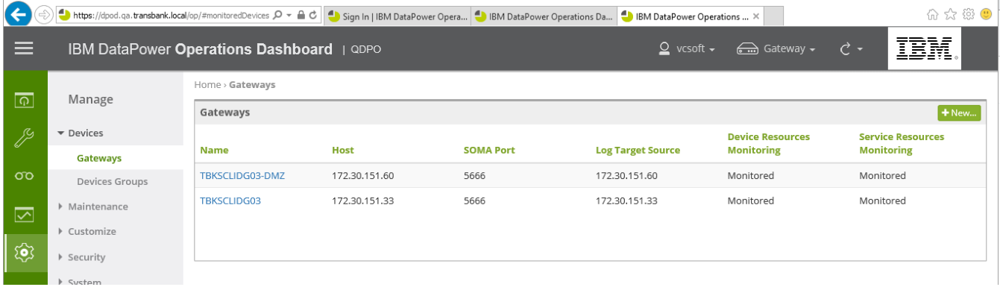 https://dpod.qa.transbank.local/op/#monitoredDevices
Sign In | IBM DataPower Opera...
IBM DataPower Operations Da...
IBM DataPower Operations ...
IBM DataPower Operations Dashboard | QDPO
vcsoft
Gateway
IBM
Manage
Devices
Gateways
Devices Groups
Maintenance
Customize
Security
System
Home › Gateways
Gateways
+ New...
Name Host SOMA Port Log Target Source Device Resources Monitoring Service Resources Monitoring
TBKSCLIDG03-DMZ 172.30.151.60 5666 172.30.151.60 Monitored Monitored
TBKSCLIDG03 172.30.151.33 5666 172.30.151.33 Monitored Monitored